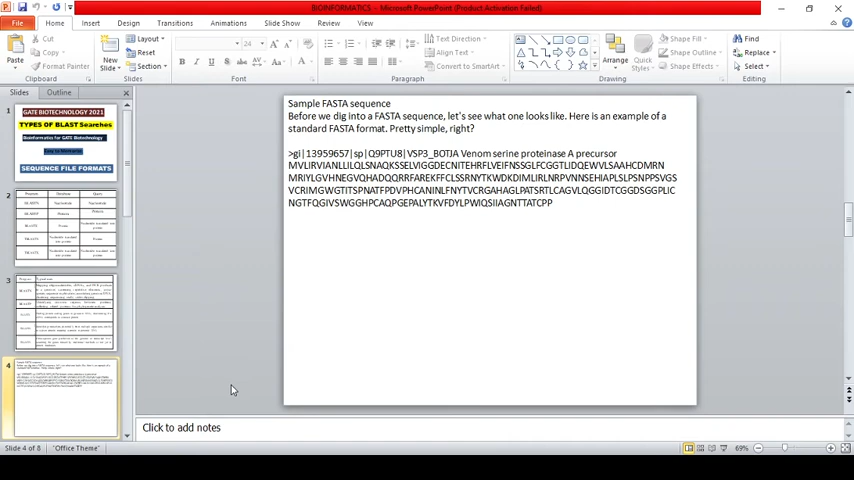 BIOINFORMATICS - Microsoft PowerPoint (Product Activation Failed)
File Home Insert Design Transitions Animations Slide Show Review View
Cut
Copy
Format Painter
Paste
Clipboard
New
Slide
Layout
Reset
Section
Slides
24
Font
Text Direction
Align Text
Convert to SmartArt
Paragraph
Arrange
Quick
Styles
Shape Fill
Shape Outline
Shape Effects
Drawing
Find
Replace
Select
Editing
Slides Outline
1
GATE BIOTECHNOLOGY 2021
TYPES OF BLAST Searches
Bioinformatics for GATE Biotechnology
SEQUENCE FILE FORMATS
2
3
4
Sample FASTA sequence
Before we dig into a FASTA sequence, let's see what one looks like. Here is an example of a
standard FASTA format. Pretty simple, right?
>gi|13959657|sp|Q9PTU8|VSP3_BOTJA Venom serine proteinase A precursor
MVLIRVIANLLILQLSNAQKSSELVIGGDECNITEHRFLVEIFNSSGLFCGGTLIDQEWVLSAAHCDMRN
MRIYLGVHNEGVQHADQQRRFAREKFFCLSSRNYTKWDKDIMLIRLNRPVNNSEHIAPLSLPSNPPSVGS
VCRIMGWGTITSPNATFPDVPHCANINLFNYTVCRGAHAGLPATSRTLCAGVLQGGIDTCGGDSGGPLIC
NGTFQGIVSWGGHPCAQPGEPALYTKVFDYLPWIQSIIAGNTTATCPP
Click to add notes
Slide 4 of 8 "Office Theme" 69%